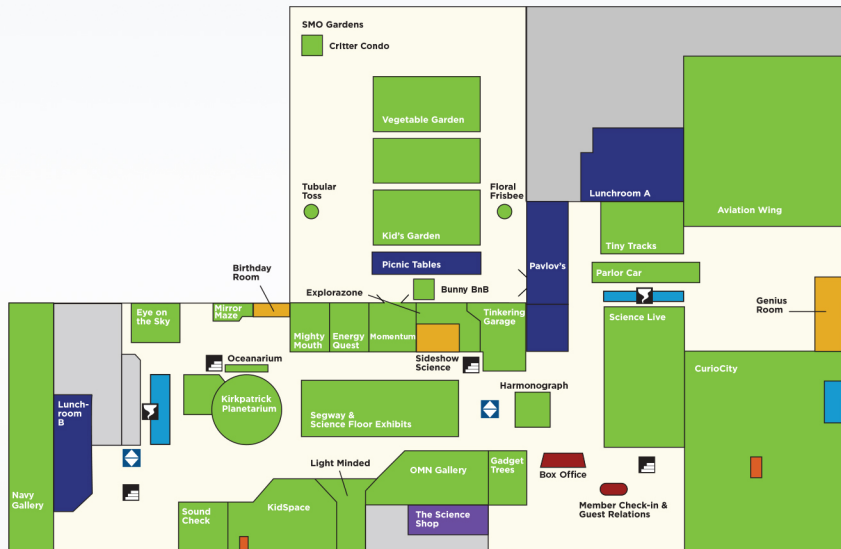 SMO Gardens
Critter Condo
Vegetable Garden
Tubular
Toss
Floral
Frisbee
Kid's Garden
Lunchroom A
Aviation Wing
Tiny Tracks
Picnic Tables
Pavlov's
Parlor Car
Birthday
Room
Explorazone
Bunny BnB
Genius
Room
Eye on
the Sky
Mirror
Maze
Mighty
Mouth
Energy
Quest
Momentum
Tinkering
Garage
Science Live
Oceanarium
Sideshow
Science
CurioCity
Lunch-
room
B
Kirkpatrick
Planetarium
Segway &
Science Floor Exhibits
Harmonograph
Light Minded
OMN Gallery
Gadget
Trees
Box Office
Navy
Gallery
Sound
Check
KidSpace
The Science
Shop
Member Check-in &
Guest Relations